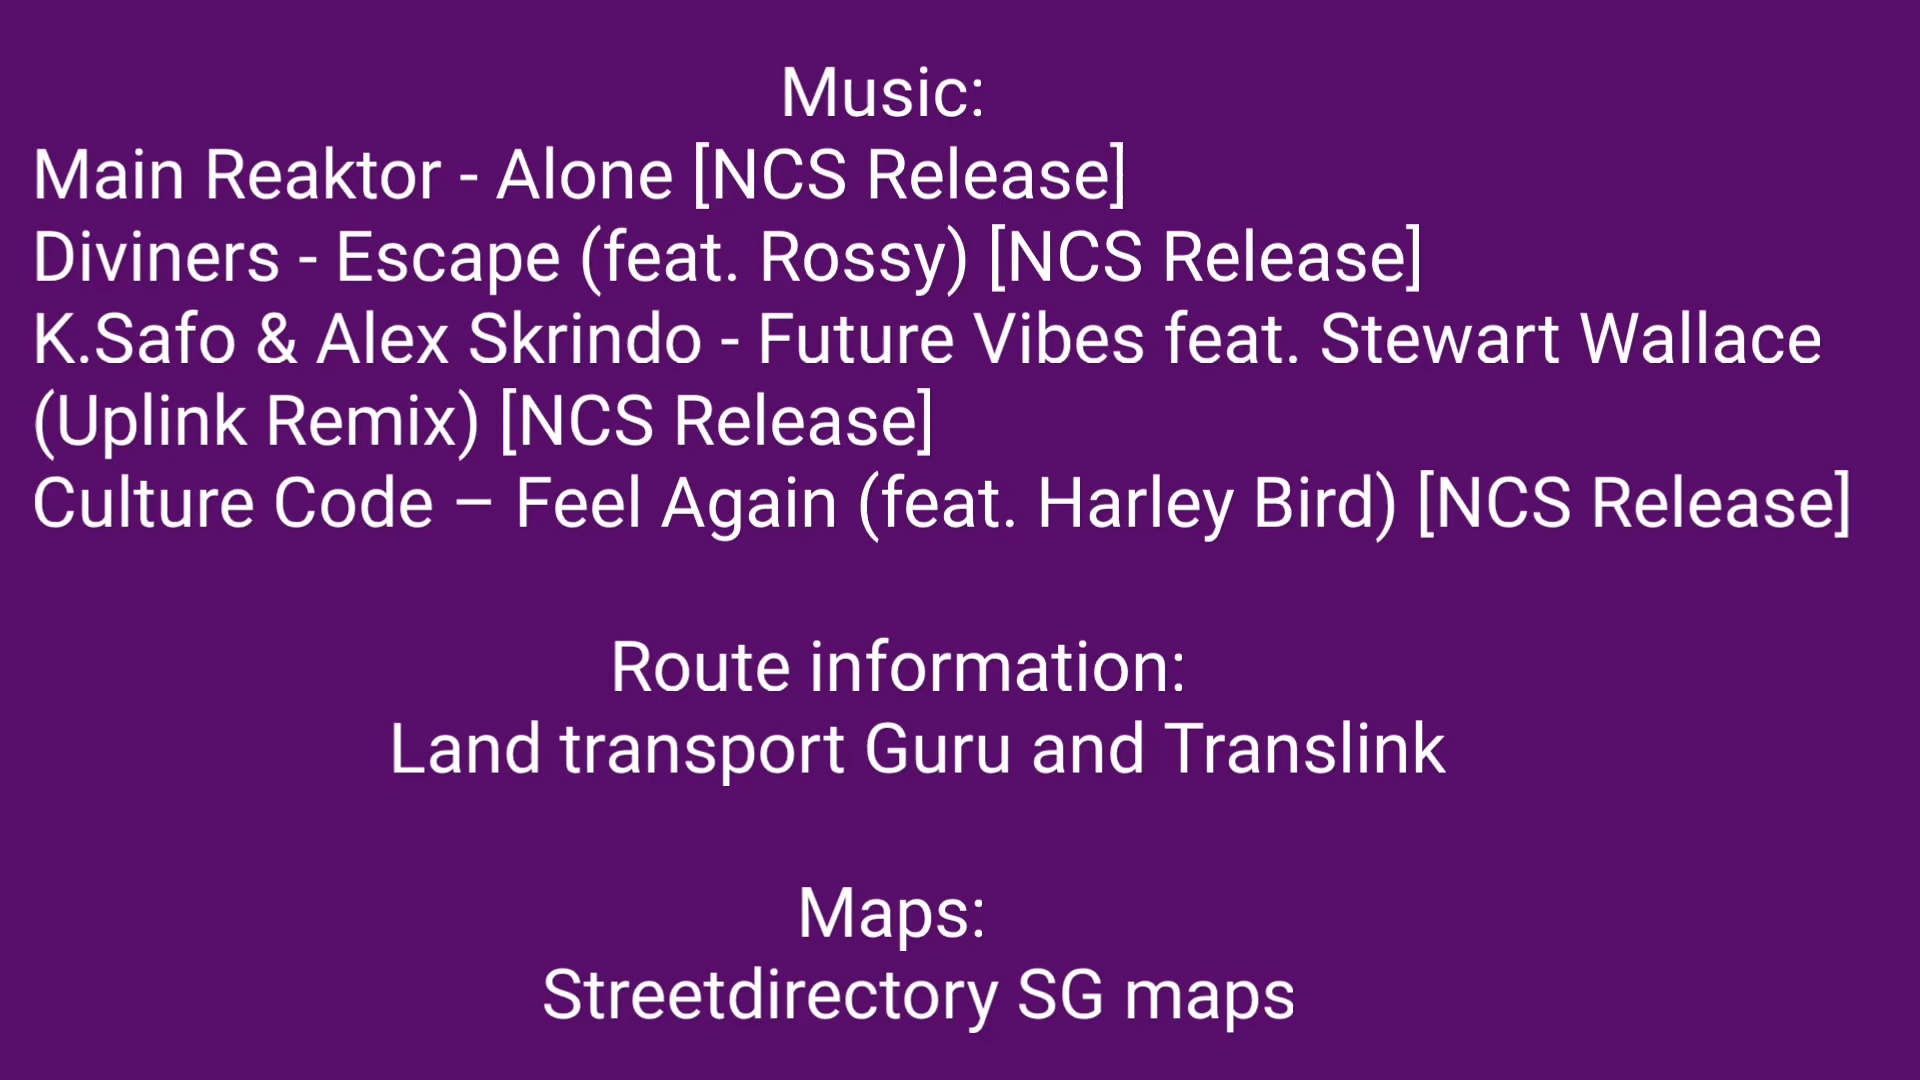 Music:
Main Reaktor - Alone [NCS Release]
Diviners - Escape (feat. Rossy) [NCS Release]
K.Safo & Alex Skrindo - Future Vibes feat. Stewart Wallace
(Uplink Remix) [NCS Release]
Culture Code – Feel Again (feat. Harley Bird) [NCS Release]
Route information:
Land transport Guru and Translink
Maps:
Streetdirectory SG maps